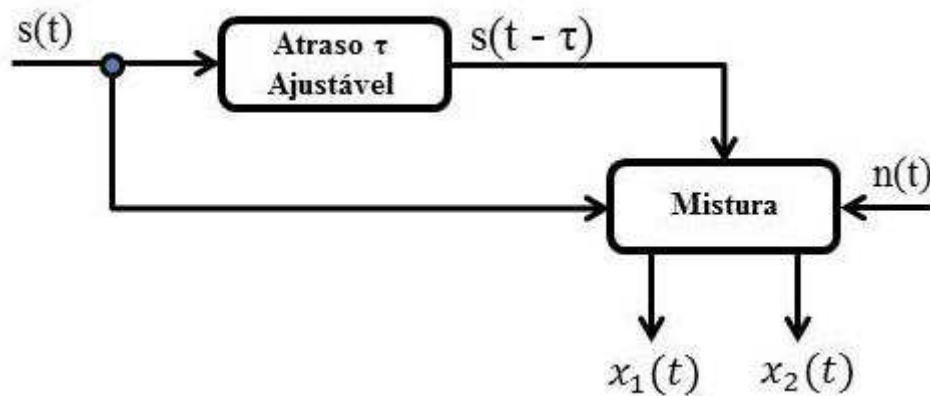 s(t)
Atraso τ
Ajustável
s(t - τ)
Mistura
n(t)
x₁(t)
x₂(t)